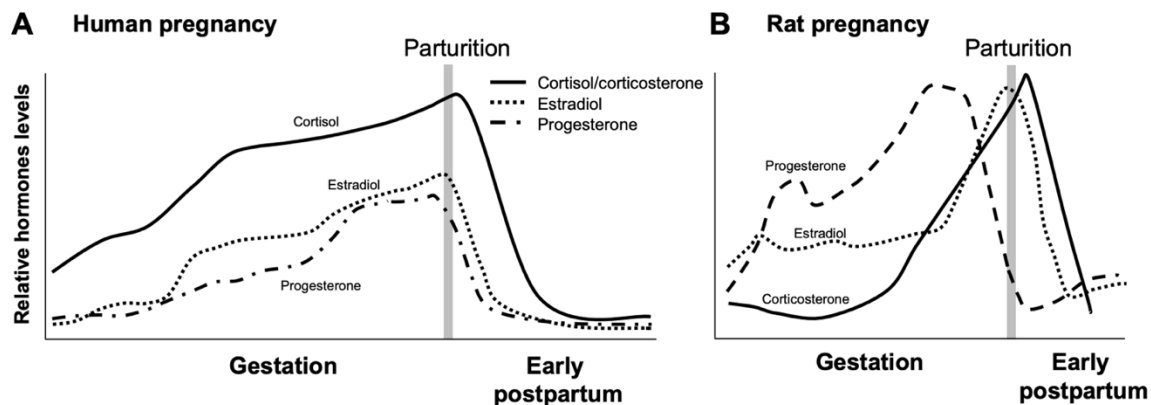 A Human pregnancy
Parturition
Cortisol/corticosterone
Estradiol
Progesterone
Relative hormones levels
Cortisol
Estradiol
Progesterone
Gestation
Early
postpartum
B Rat pregnancy
Parturition
Progesterone
Estradiol
Corticosterone
Gestation
Early
postpartum